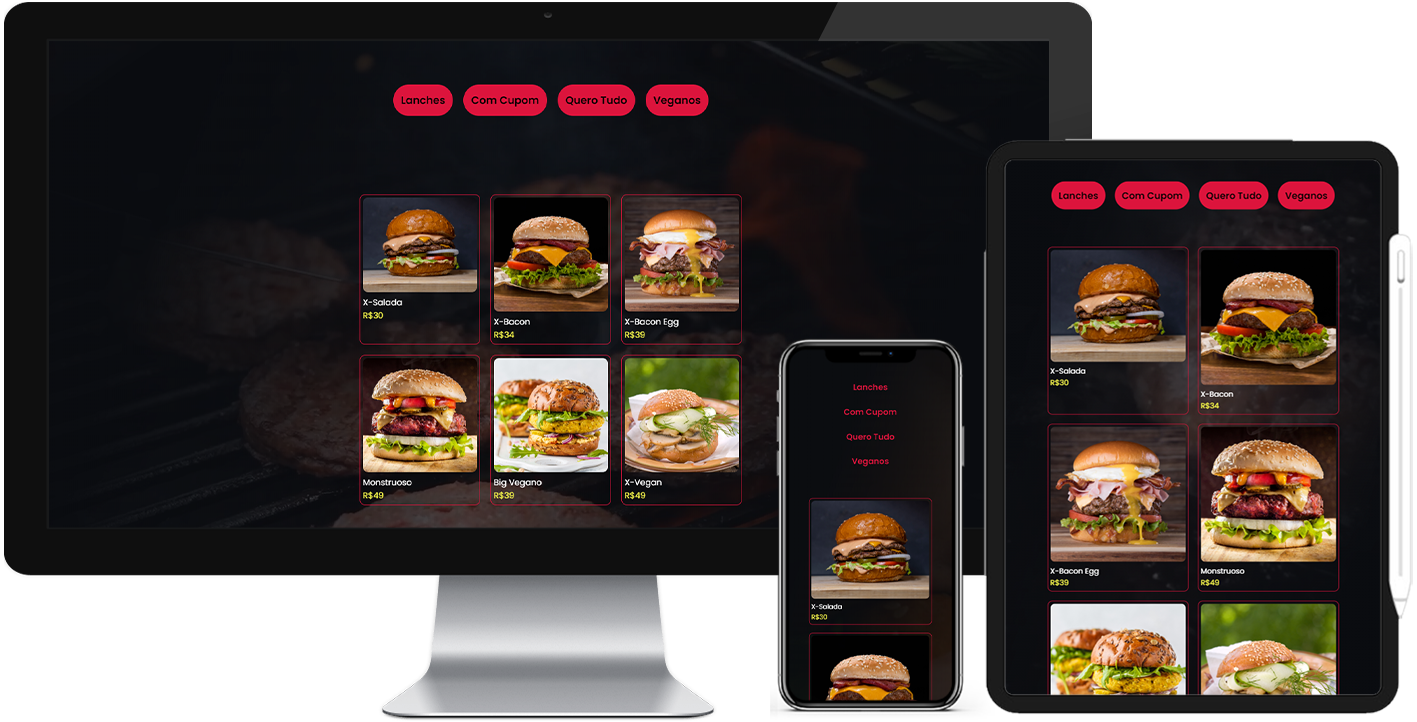 Lanches
Com Cupom
Quero Tudo
Veganos
X-Salada
R$30
X-Bacon
R$34
X-Bacon Egg
R$39
Monstruoso
R$49
Big Vegano
R$39
X-Vegan
R$49
Lanches
Com Cupom
Quero Tudo
Veganos
X-Salada
R$30
Lanches
Com Cupom
Quero Tudo
Veganos
X-Salada
R$30
X-Bacon
R$34
X-Bacon Egg
R$39
Monstruoso
R$49